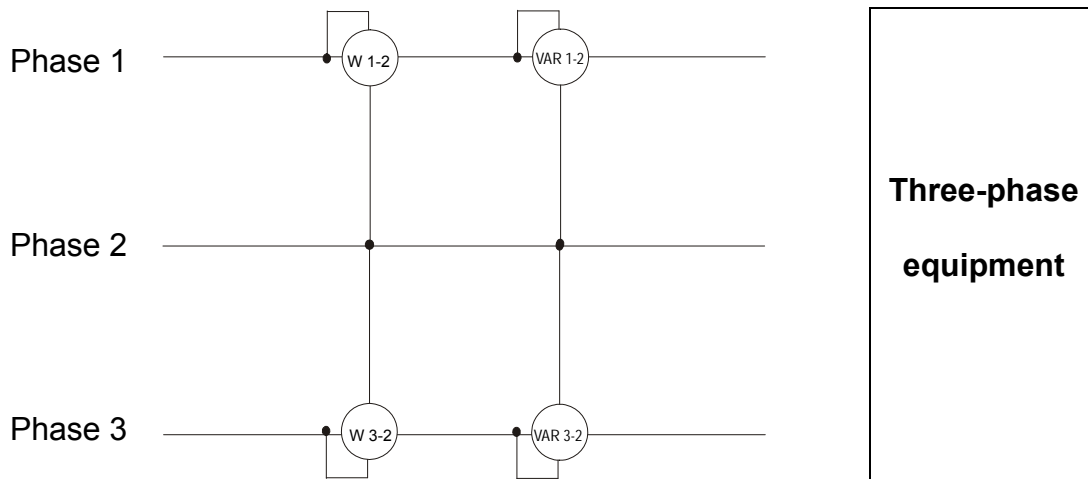 Phase 1
W 1-2
VAR 1-2
Three-phase
equipment
Phase 2
Phase 3
W 3-2
VAR 3-2